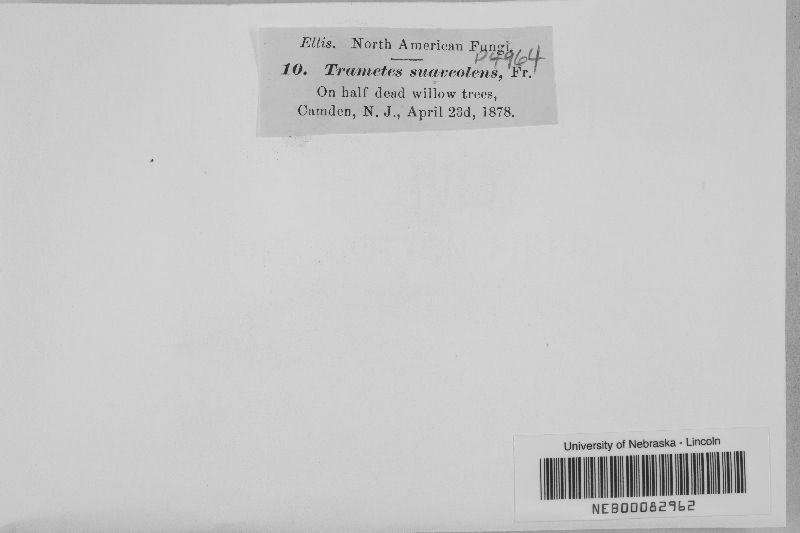 Ellis. North American Fungi.
P4964
10. Trametes suaveolens, Fr.
On half dead willow trees,
Camden, N. J., April 23d, 1878.
University of Nebraska - Lincoln
NEB00082962